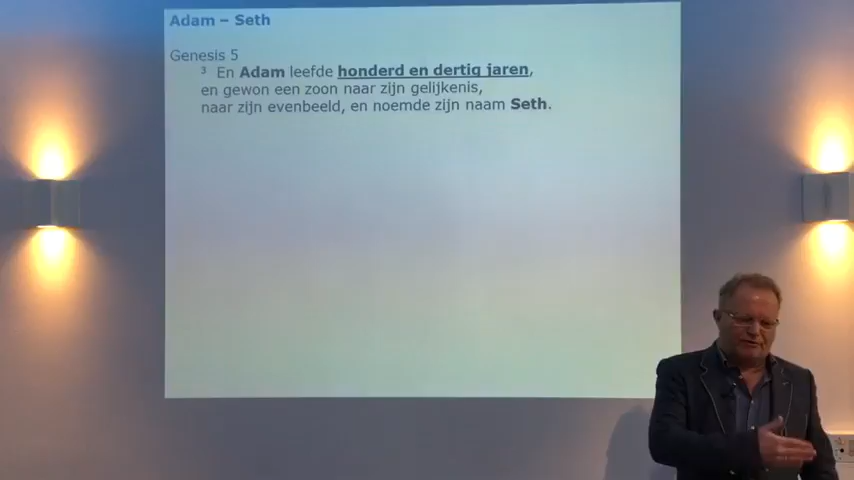 Adam – Seth
Genesis 5
3 En Adam leefde honderd en dertig jaren,
en gewon een zoon naar zijn gelijkenis,
naar zijn evenbeeld, en noemde zijn naam Seth.